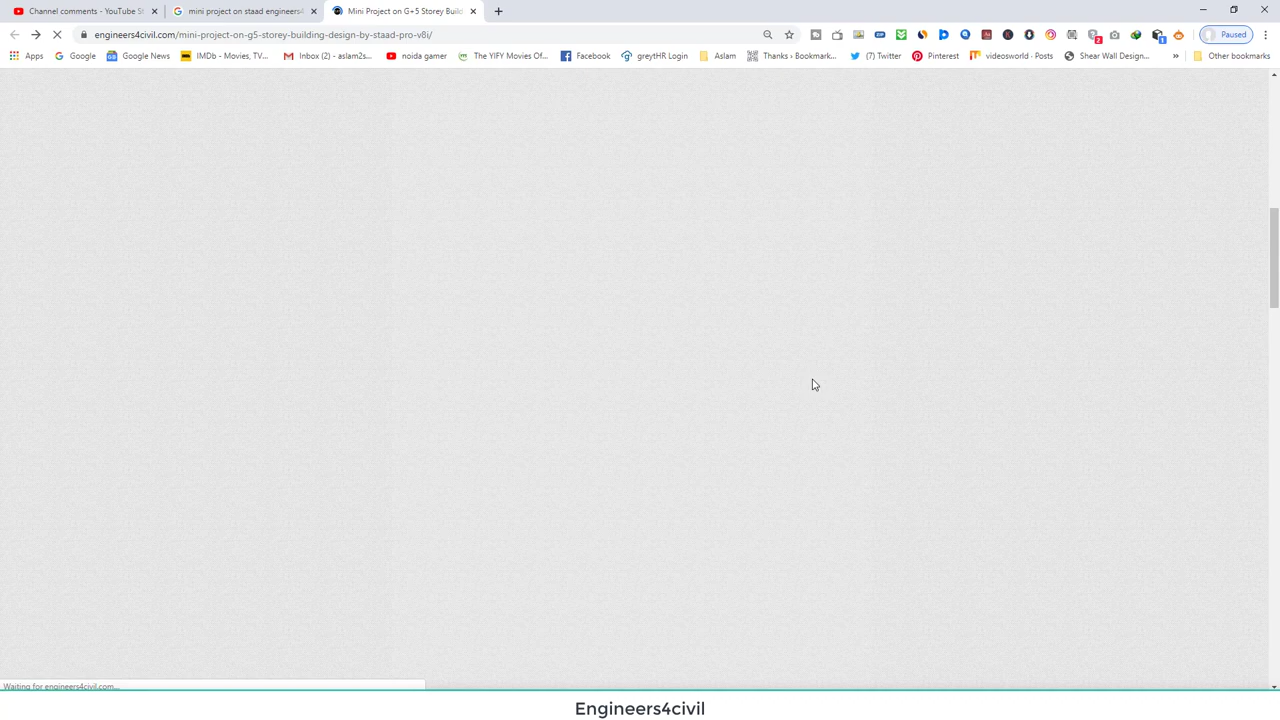 Channel comments - YouTube St
mini project on staad engineers4
Mini Project on G+5 Storey Build
engineers4civil.com/mini-project-on-g5-storey-building-design-by-staad-pro-v8i/
2
1
Paused
Apps
Google
Google News
IMDb - Movies, TV...
Inbox (2) - aslam2s...
noida gamer
The YIFY Movies Of...
Facebook
greytHR Login
Aslam
Thanks › Bookmark...
(7) Twitter
Pinterest
videosworld · Posts
Shear Wall Design...
»
Other bookmarks
Waiting for engineers4civil.com...
Engineers4civil